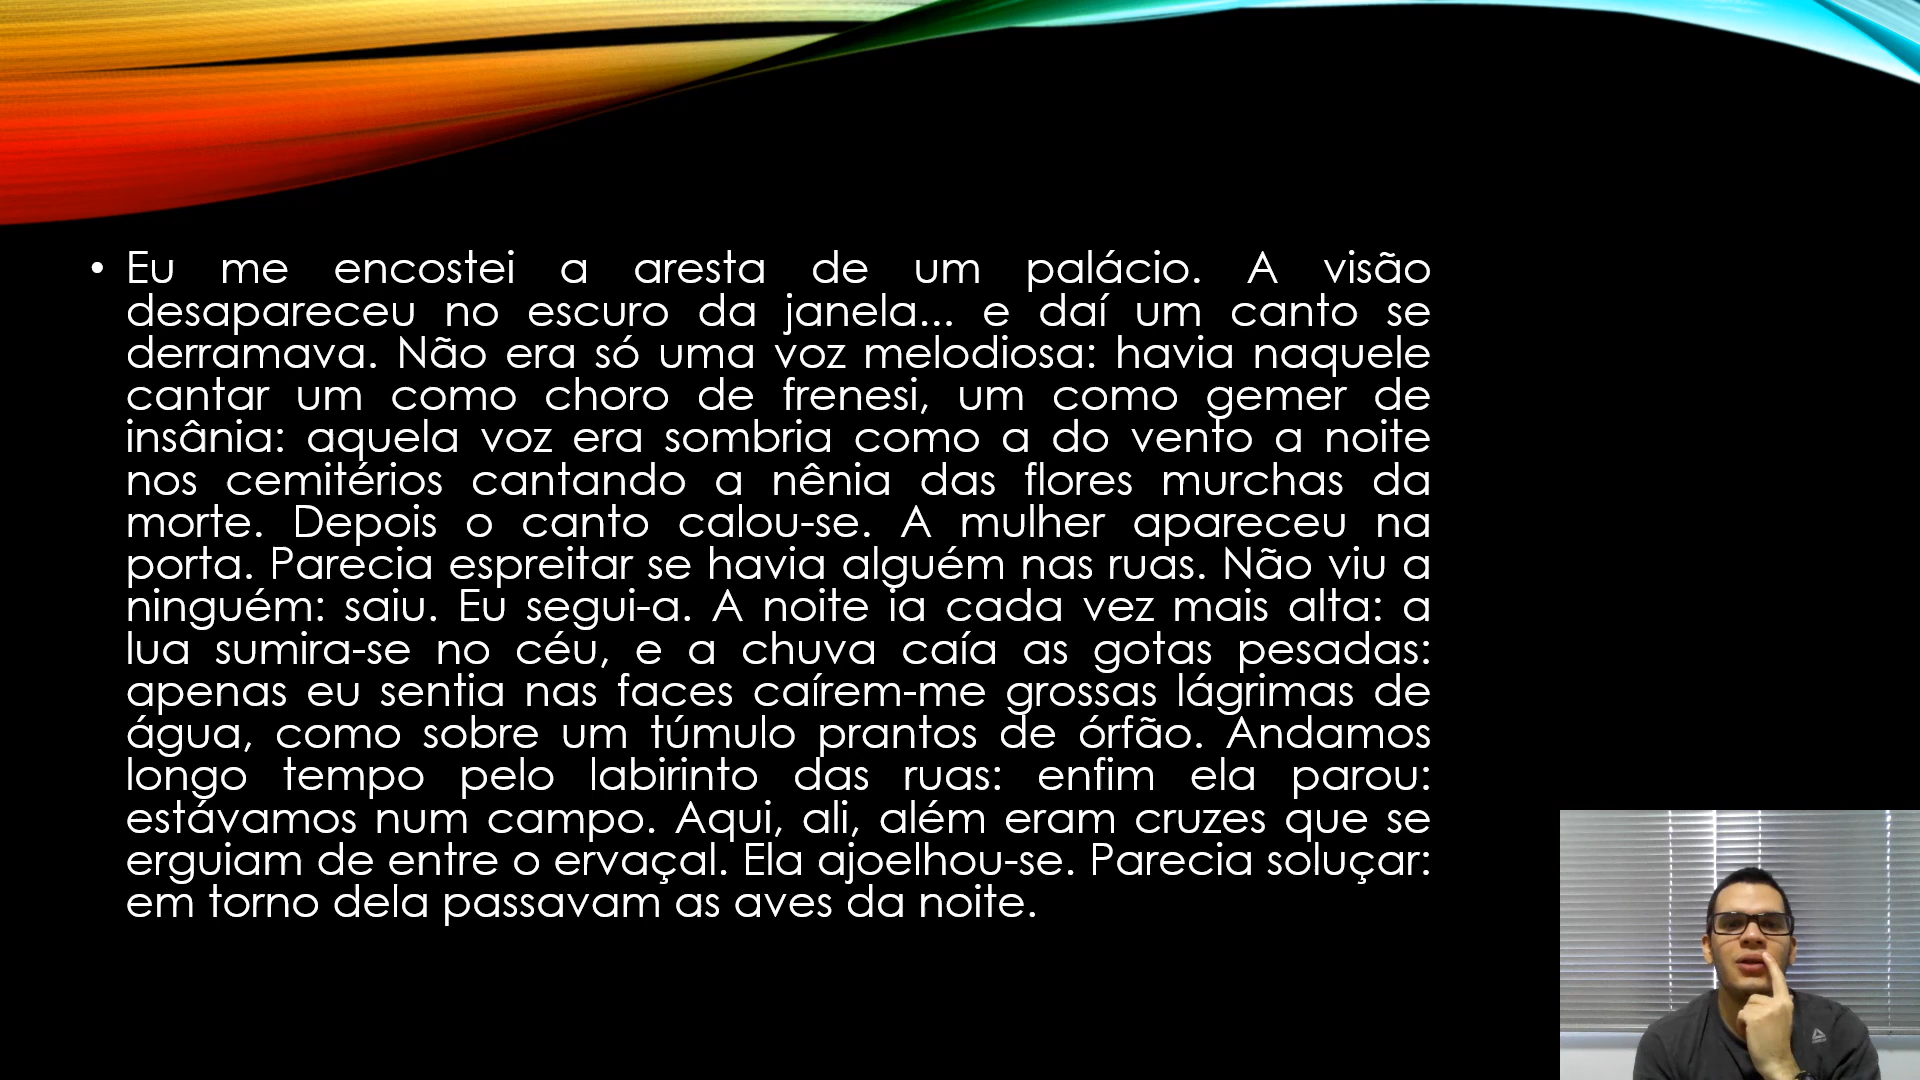 • Eu me encostei a aresta de um palácio. A visão
desapareceu no escuro da janela... e daí um canto se
derramava. Não era só uma voz melodiosa: havia naquele
cantar um como choro de frenesi, um como gemer de
insânia: aquela voz era sombria como a do vento a noite
nos cemitérios cantando a nênia das flores murchas da
morte. Depois o canto calou-se. A mulher apareceu na
porta. Parecia espreitar se havia alguém nas ruas. Não viu a
ninguém: saiu. Eu segui-a. A noite ia cada vez mais alta: a
lua sumira-se no céu, e a chuva caía as gotas pesadas:
apenas eu sentia nas faces caírem-me grossas lágrimas de
água, como sobre um túmulo prantos de órfão. Andamos
longo tempo pelo labirinto das ruas: enfim ela parou:
estávamos num campo. Aqui, ali, além eram cruzes que se
erguiam de entre o ervaçal. Ela ajoelhou-se. Parecia soluçar:
em torno dela passavam as aves da noite.